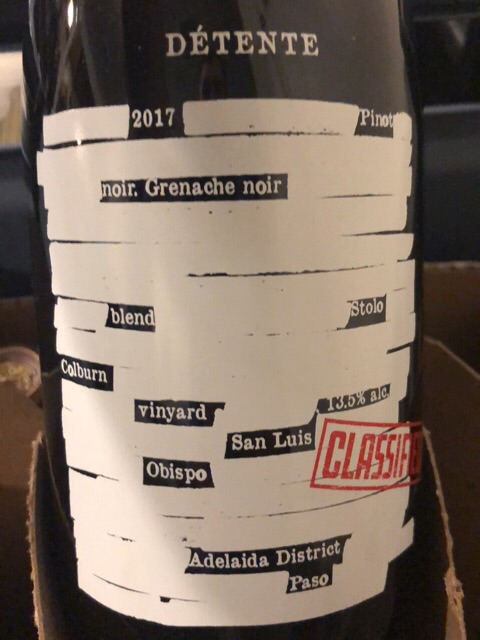 DÉTENTE
2017 Pinot
noir. Grenache noir
blend Stolo
Colburn
vinyard 13.5% alc.
San Luis
Obispo
Adelaida District
Paso